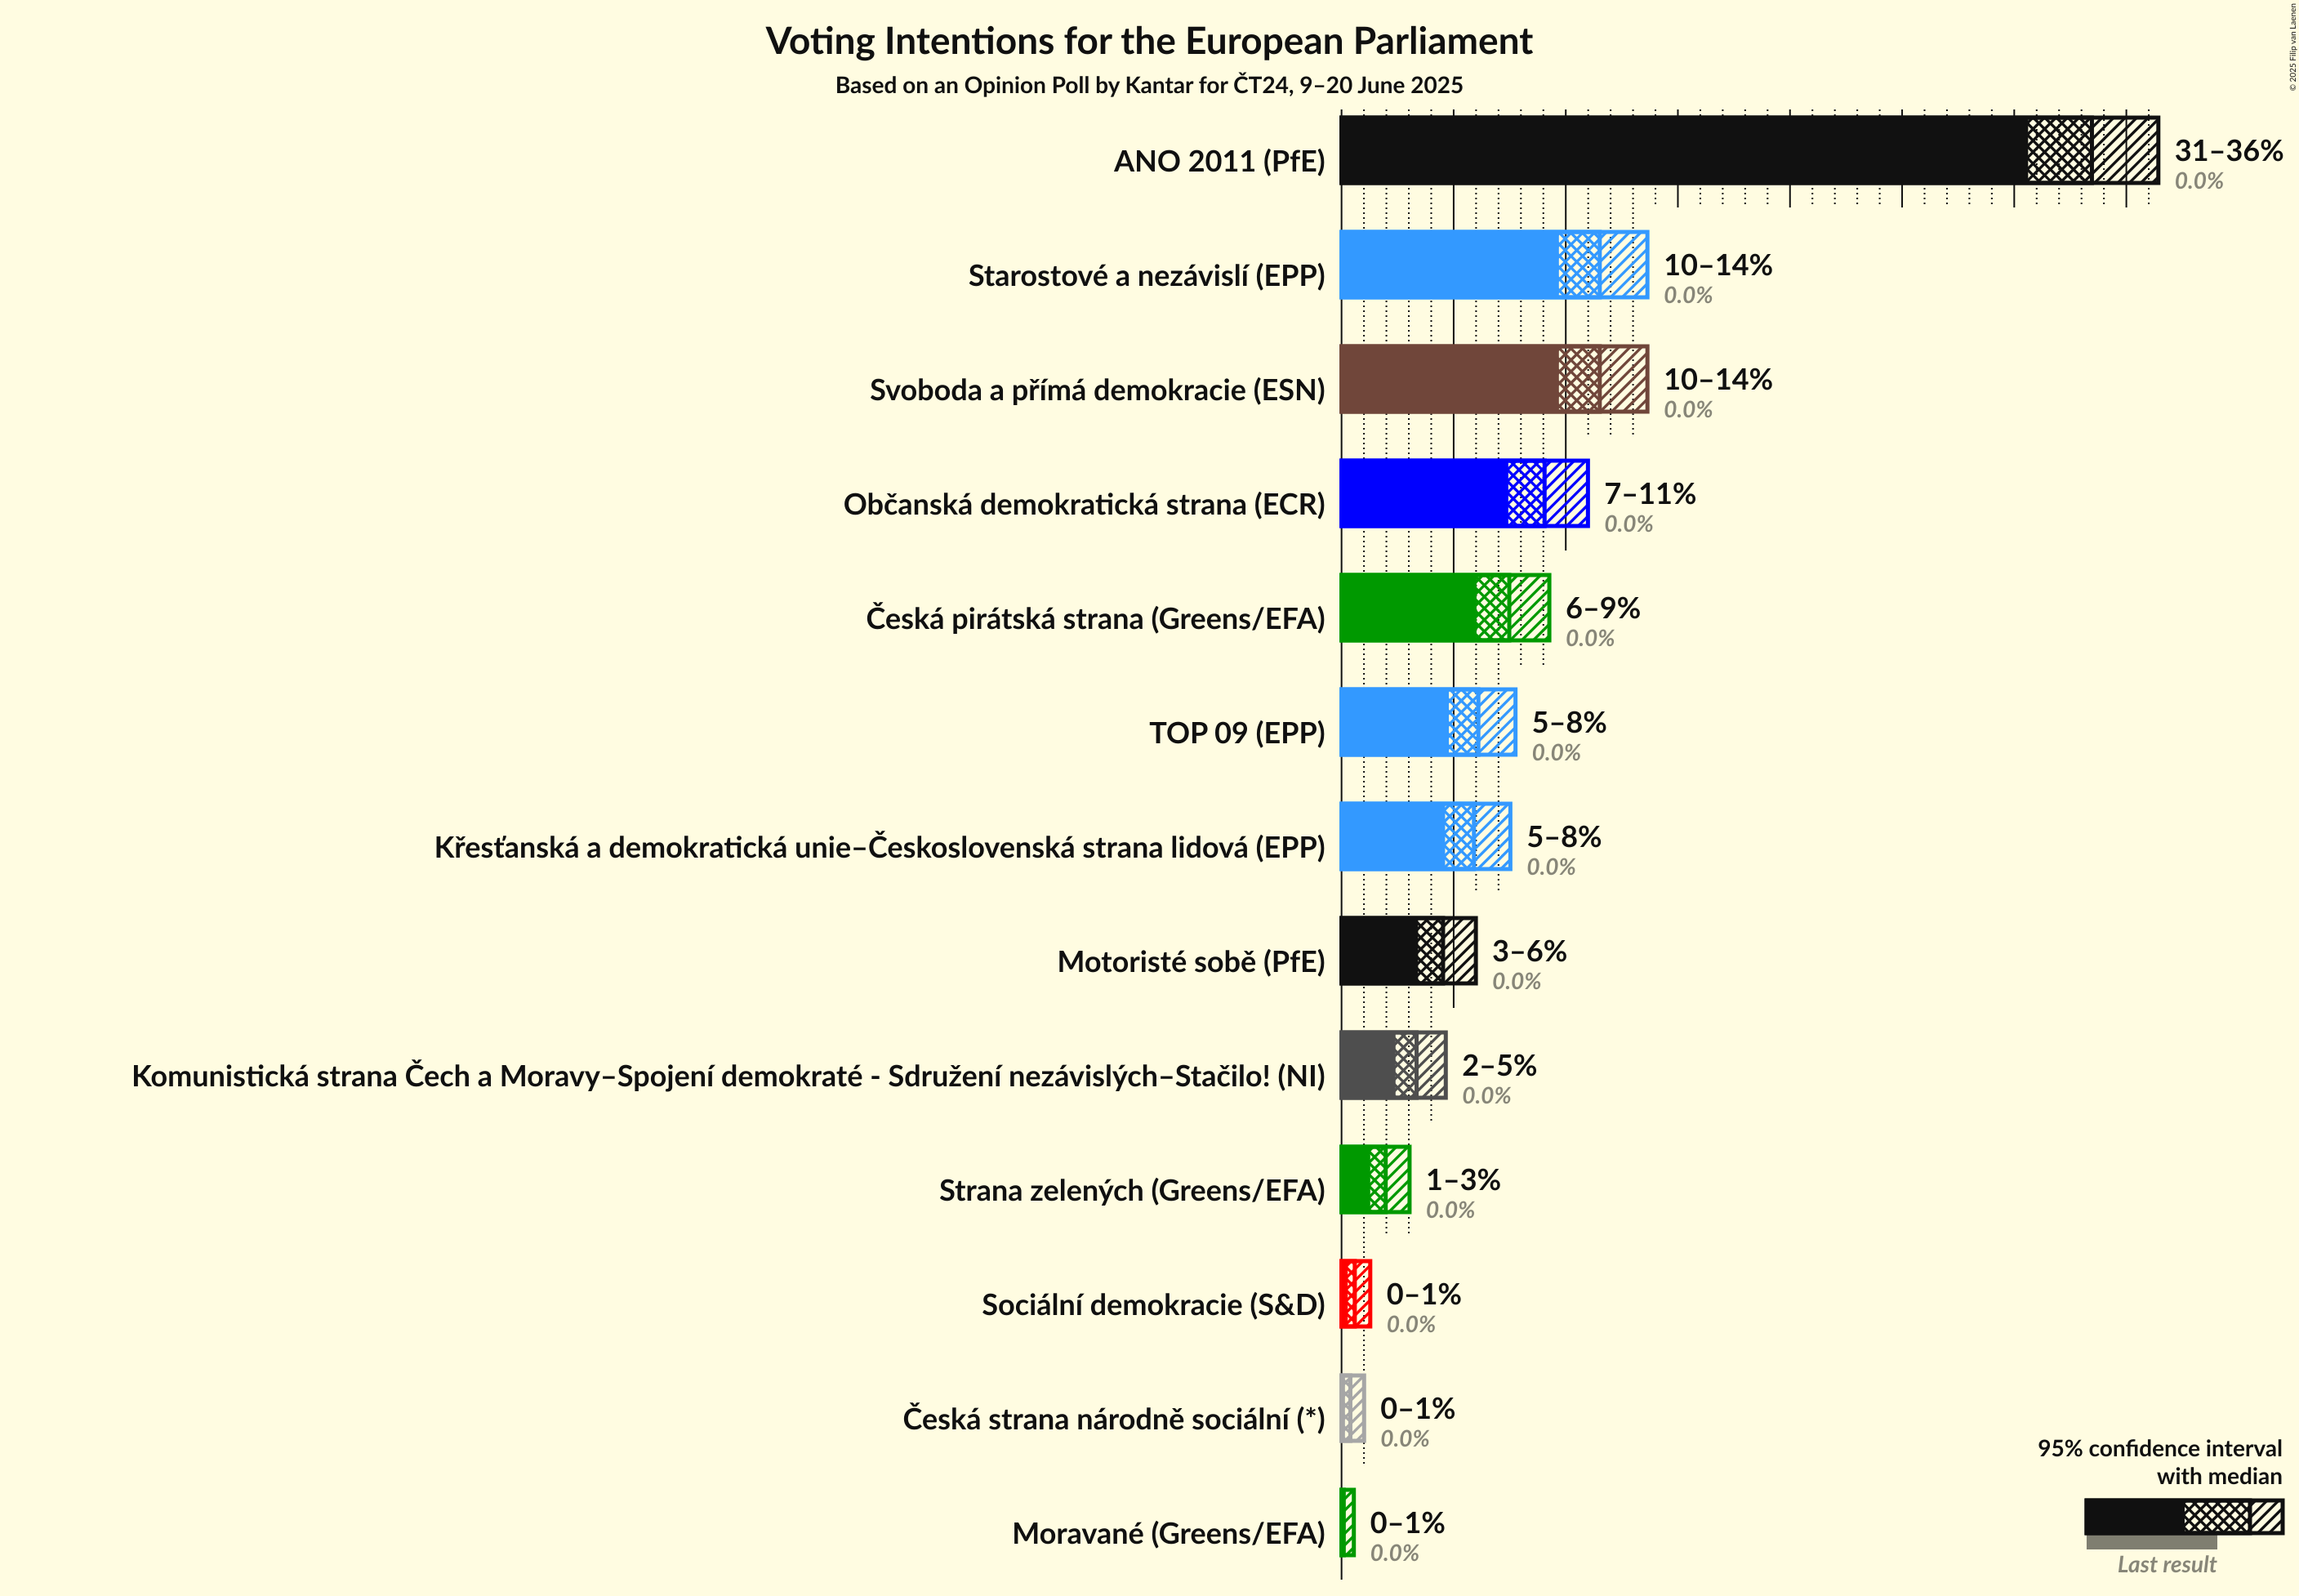 Voting Intentions for the European Parliament
Based on an Opinion Poll by Kantar for ČT24, 9–20 June 2025
© 2025 Filip van Laenen
ANO 2011 (PfE)
31–36%
0.0%
Starostové a nezávislí (EPP)
10–14%
0.0%
Svoboda a přímá demokracie (ESN)
10–14%
0.0%
Občanská demokratická strana (ECR)
7–11%
0.0%
Česká pirátská strana (Greens/EFA)
6–9%
0.0%
TOP 09 (EPP)
5–8%
0.0%
Křesťanská a demokratická unie–Československá strana lidová (EPP)
5–8%
0.0%
Motoristé sobě (PfE)
3–6%
0.0%
Komunistická strana Čech a Moravy–Spojení demokraté - Sdružení nezávislých–Stačilo! (NI)
2–5%
0.0%
Strana zelených (Greens/EFA)
1–3%
0.0%
Sociální demokracie (S&D)
0–1%
0.0%
Česká strana národně sociální (*)
0–1%
0.0%
Moravané (Greens/EFA)
0–1%
0.0%
95% confidence interval
with median
Last result